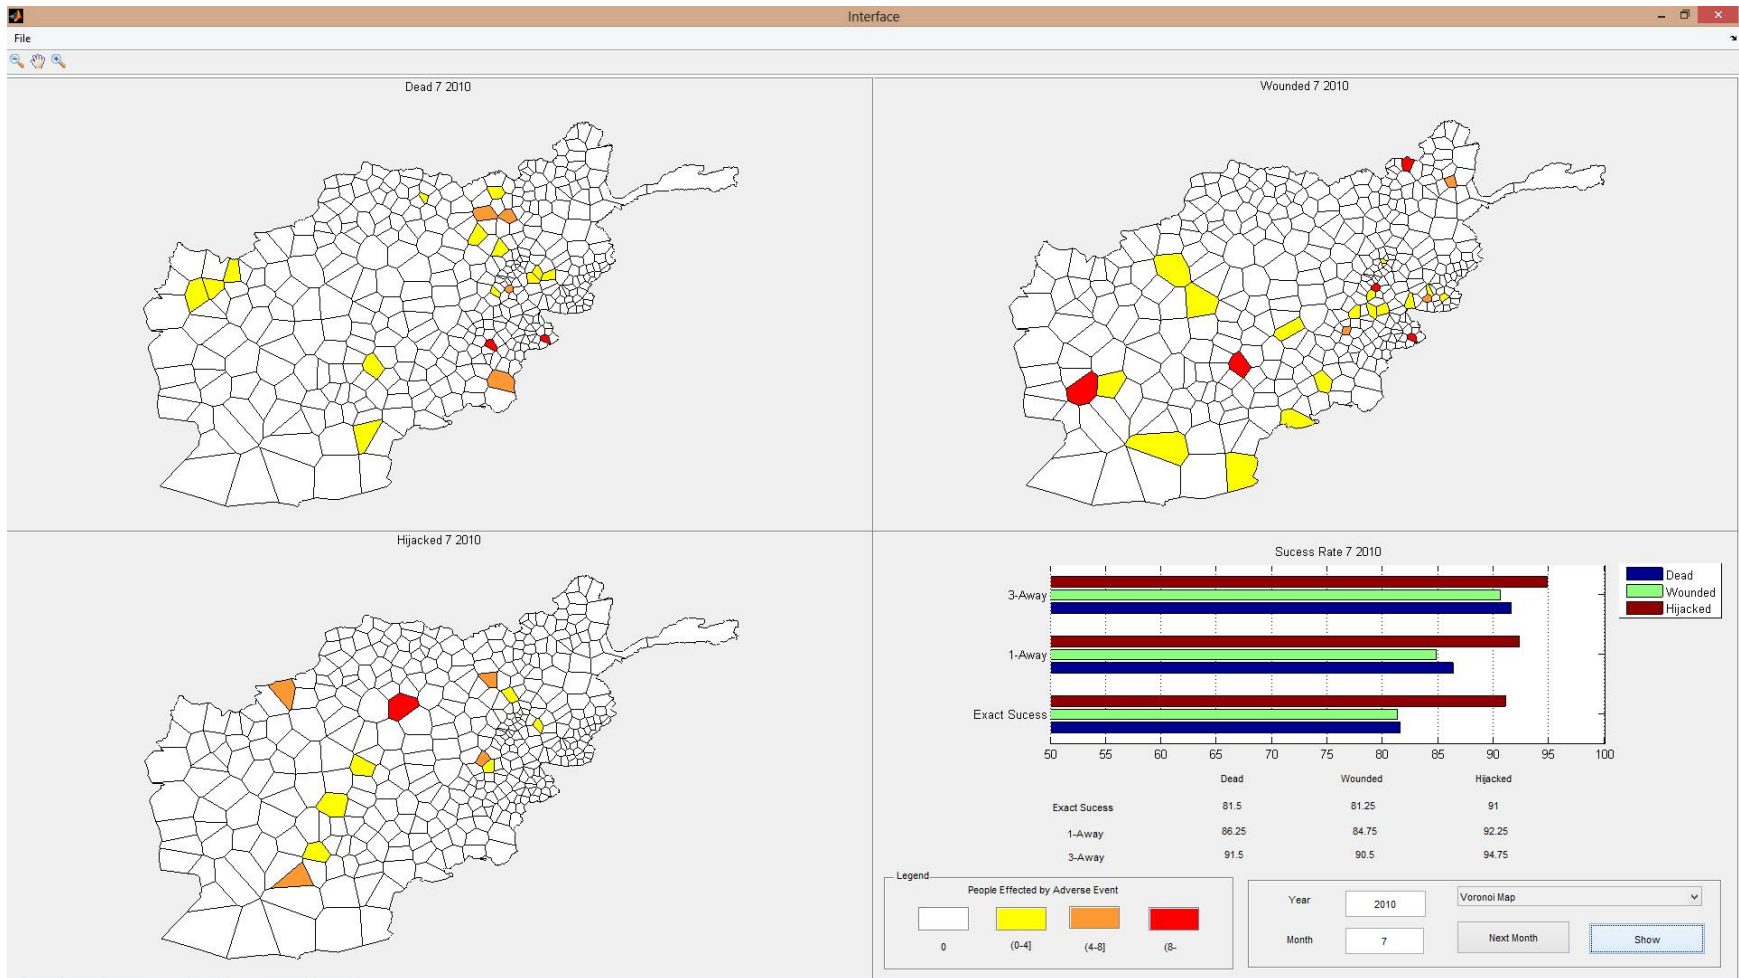 Interface
File
Dead 7 2010
Wounded 7 2010
Hijacked 7 2010
Sucess Rate 7 2010
3-Away
1-Away
Exact Sucess
50 55 60 65 70 75 80 85 90 95 100
Dead
Wounded
Hijacked
Dead Wounded Hijacked
Exact Sucess 81.5 81.25 91
1-Away 86.25 84.75 92.25
3-Away 91.5 90.5 94.75
Legend
People Effected by Adverse Event
0 (0-4] (4-8] (8-
Year 2010 Voronoi Map
Month 7 Next Month Show